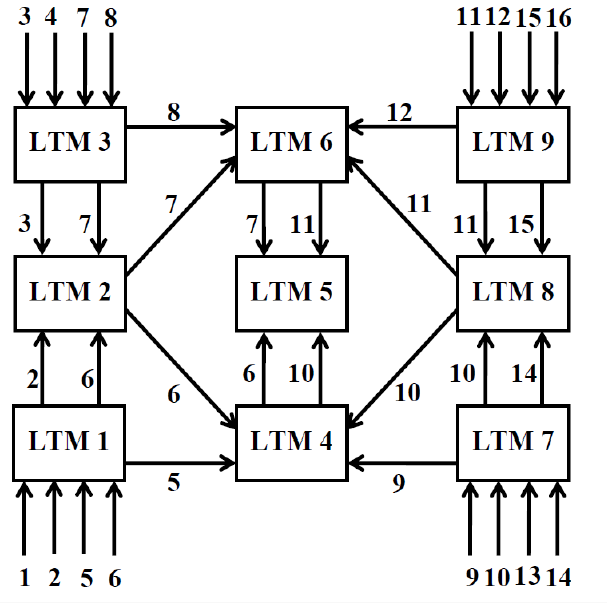 3 4 7 8 11 12 15 16
8 12
LTM 3 LTM 6 LTM 9
7 11
3 7 7 11 11 15
LTM 2 LTM 5 LTM 8
2 6 6 6 10 10 10 14
LTM 1 LTM 4 LTM 7
5 9
1 2 5 6 9 10 13 14